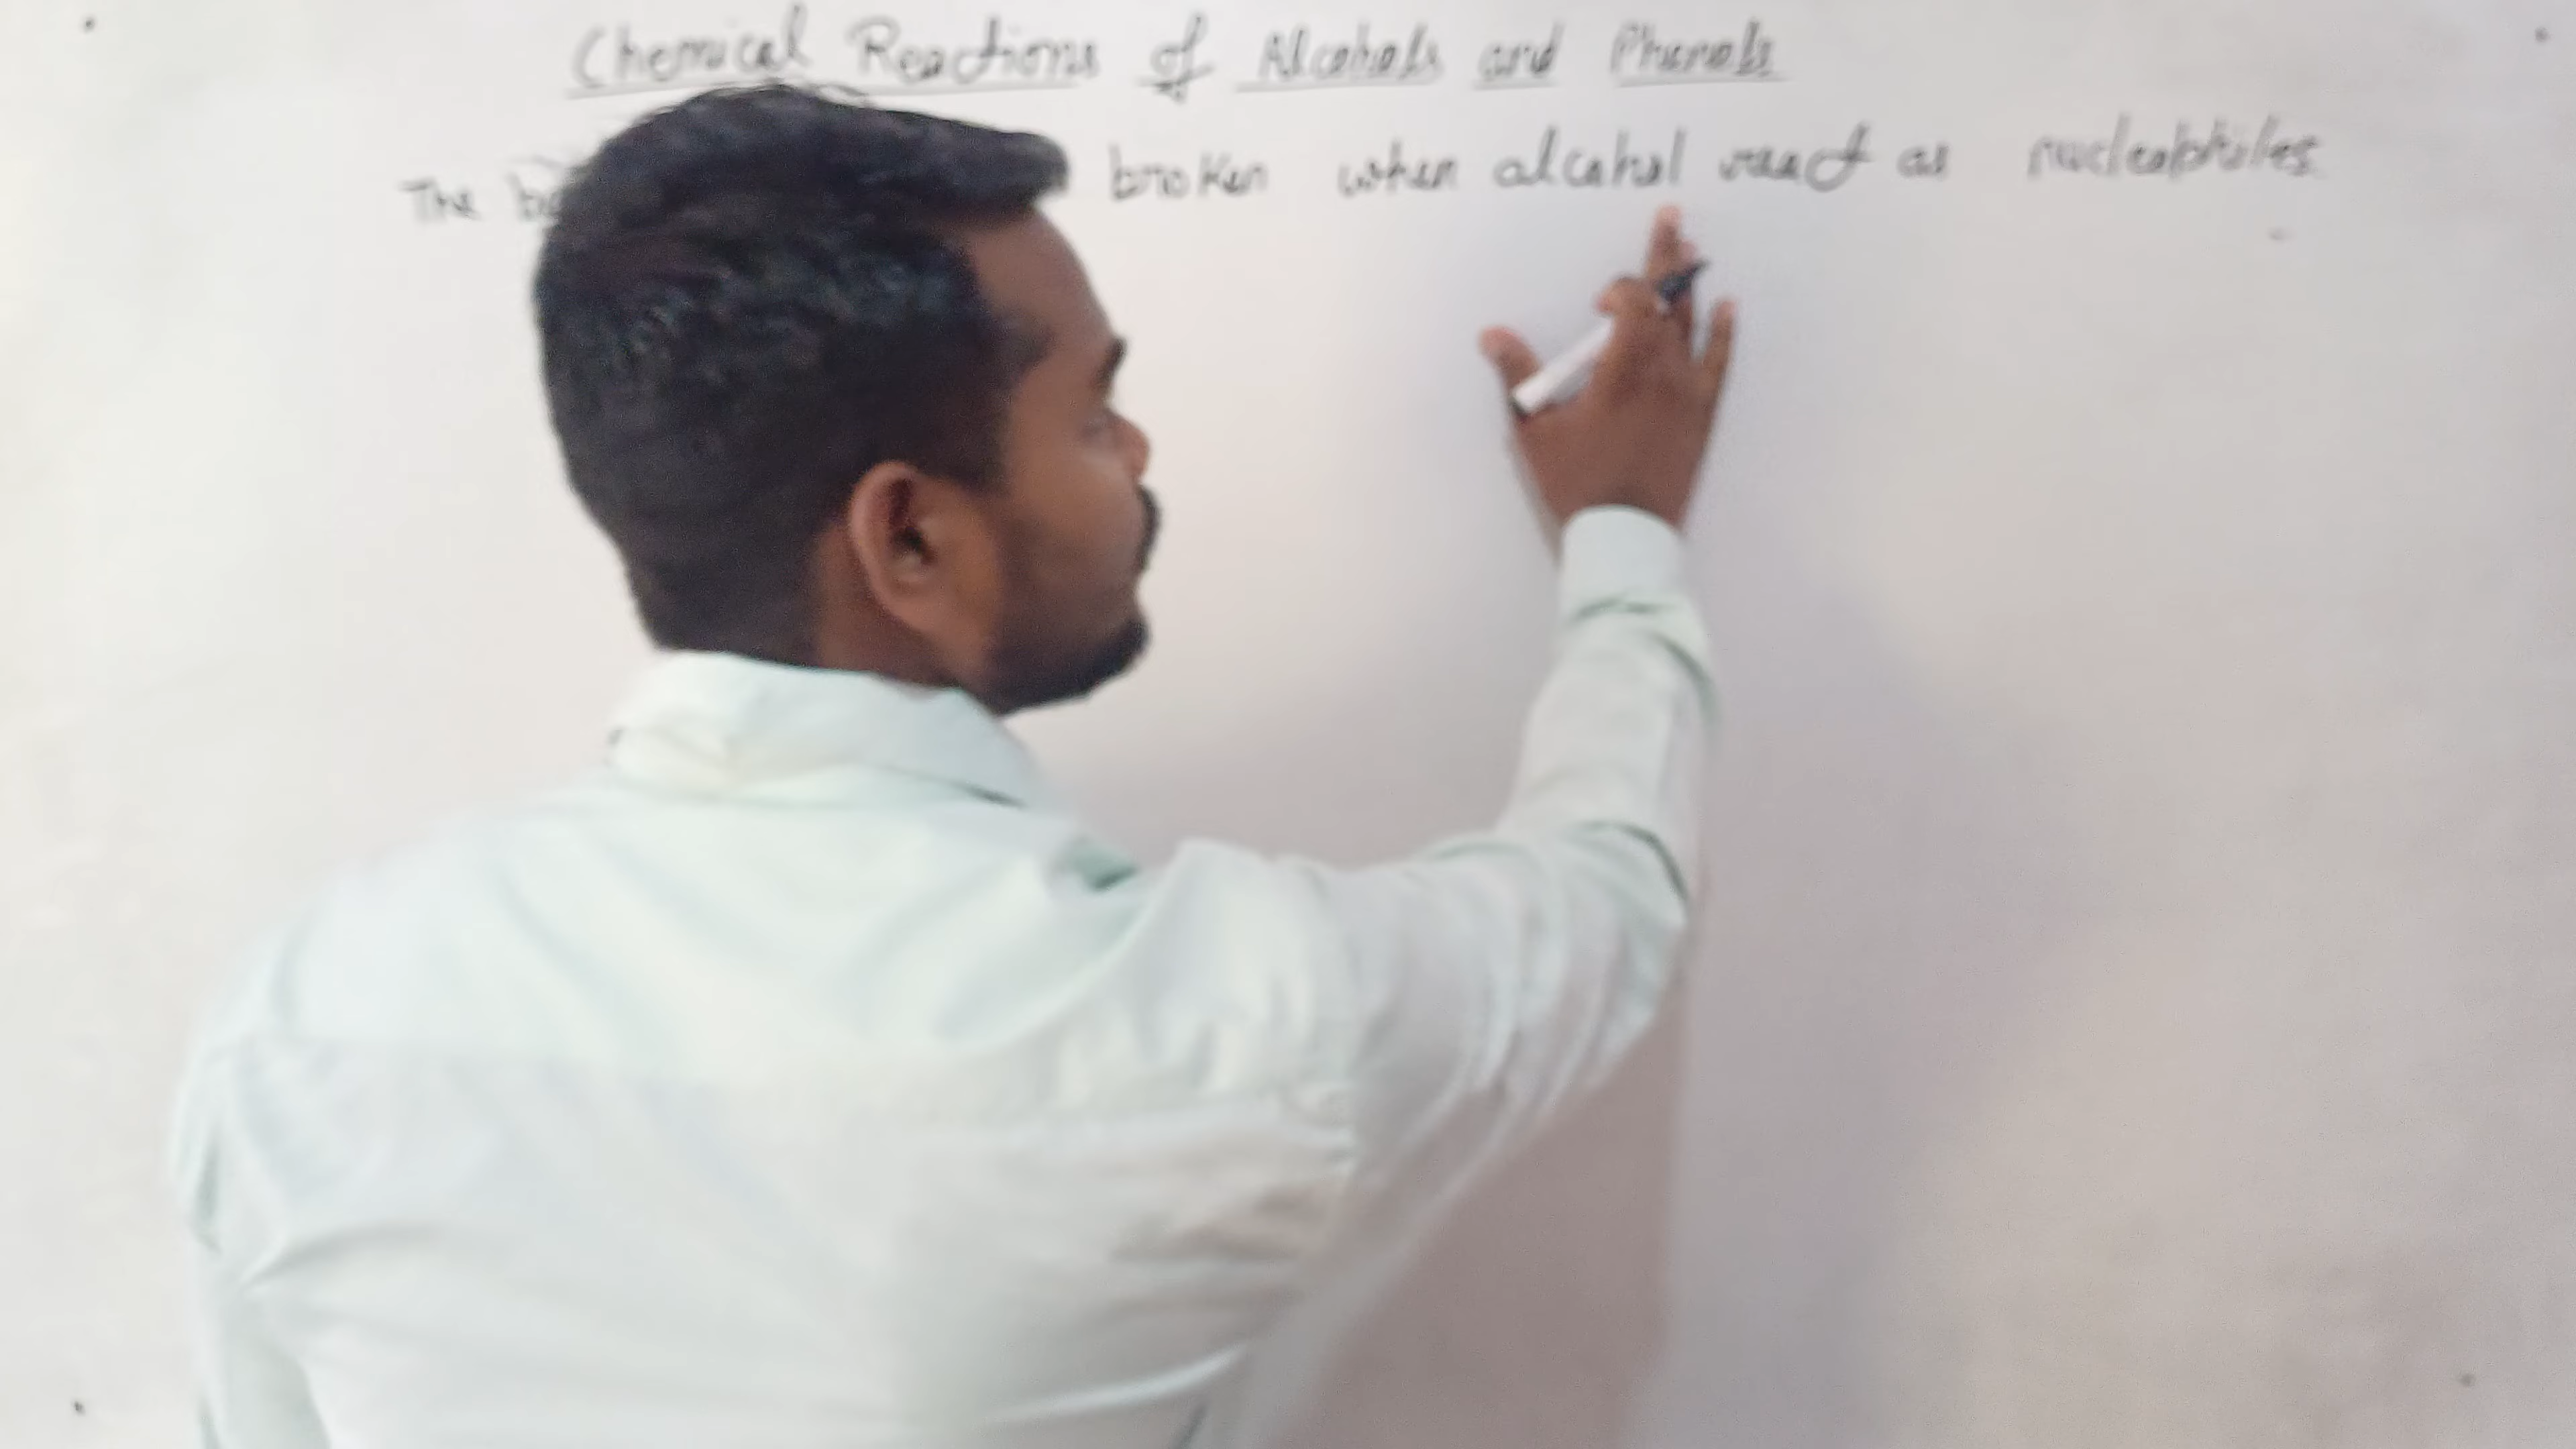 Chemical Reactions of Alcohols and Phenols
The broken when alcohol react as nucleophiles